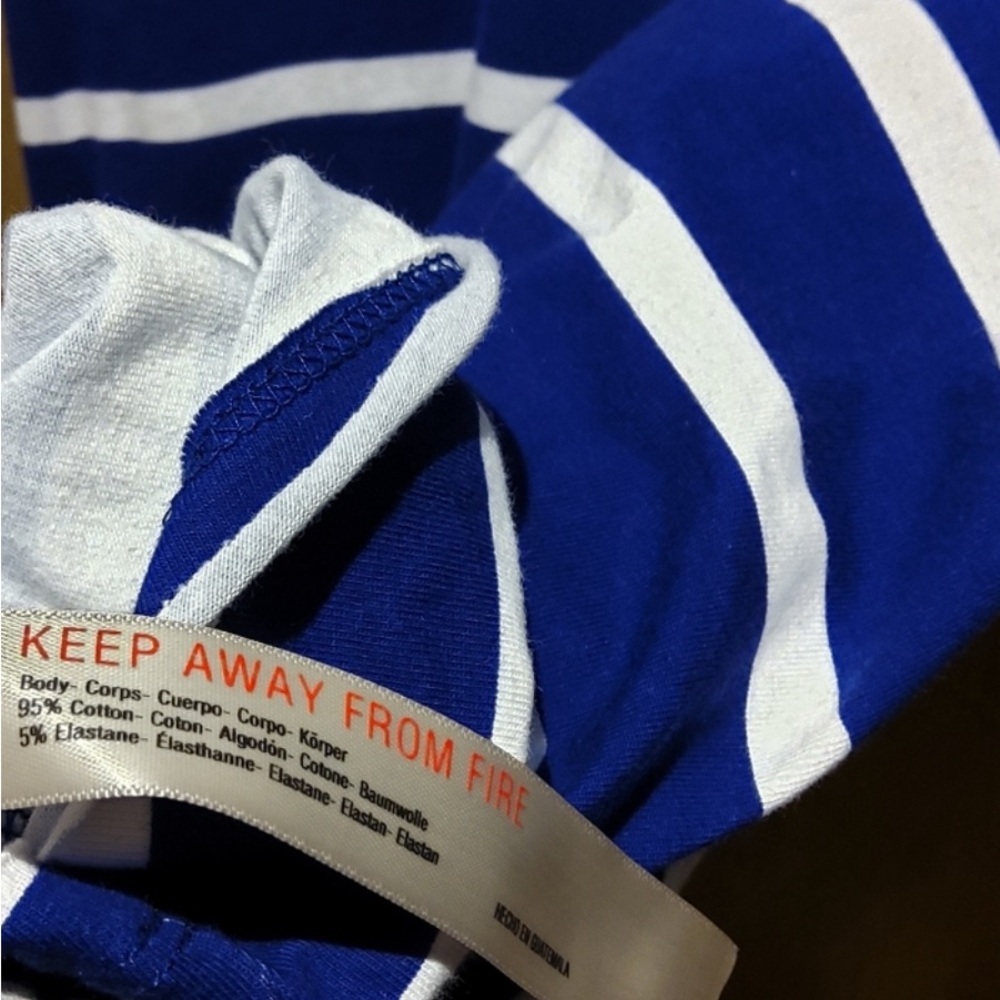 KEEP AWAY FROM FIRE
Body- Corps- Cuerpo- Corpo- Körper
95% Cotton- Coton- Algodón- Cotone- Baumwolle
5% Elastane- Élasthanne- Elastane- Elastan- Elastan
HECHO EN GUATEMALA